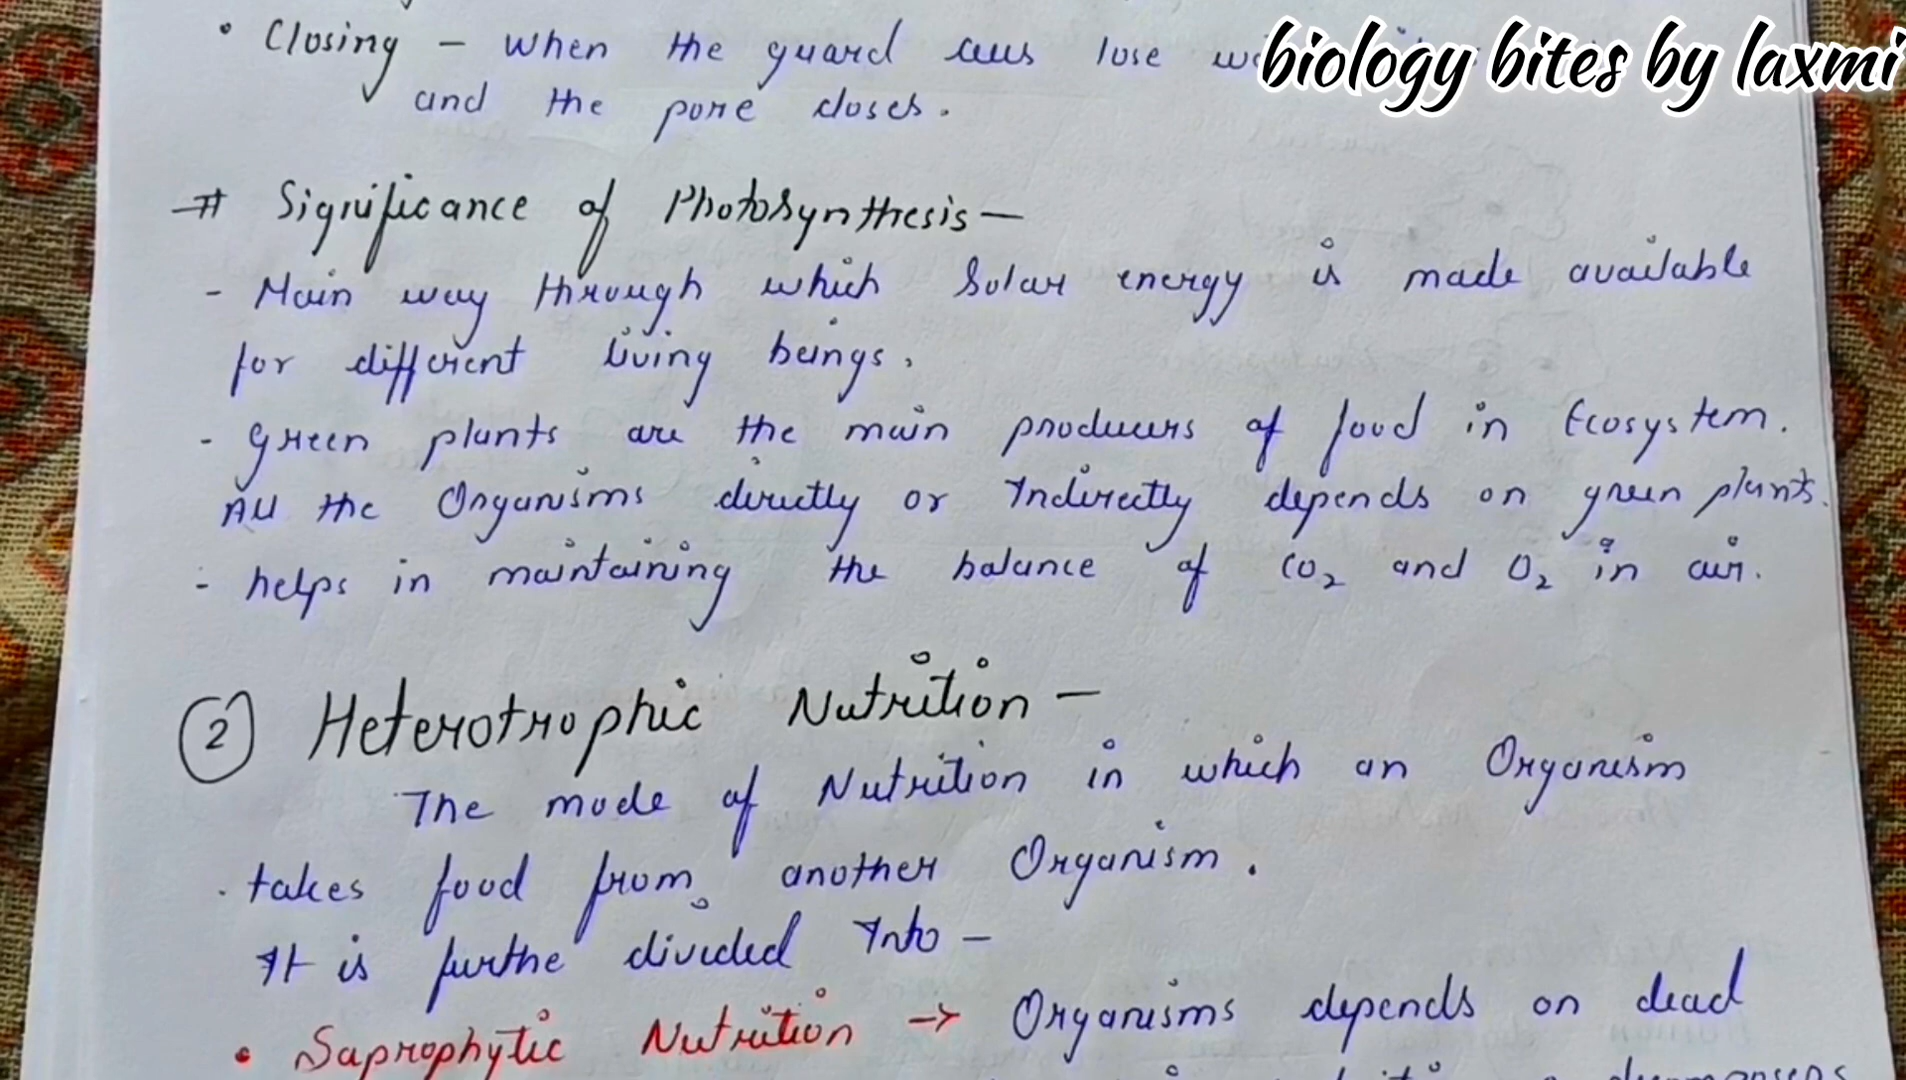 • Closing – when the guard cells lose
biology bites by laxmi
and the pore closes.
# Significance of Photosynthesis –
- Main way through which Solar energy is made available
for different living beings.
- green plants are the main producers of food in Ecosystem.
All the Organisms directly or Indirectly depends on green plants.
- helps in maintaining the balance of CO₂ and O₂ in air.
② Heterotrophic Nutrition –
The mode of Nutrition in which an Organism
takes food from another Organism.
It is furthe divided Into –
• Saprophytic Nutrition → Organisms depends on dead